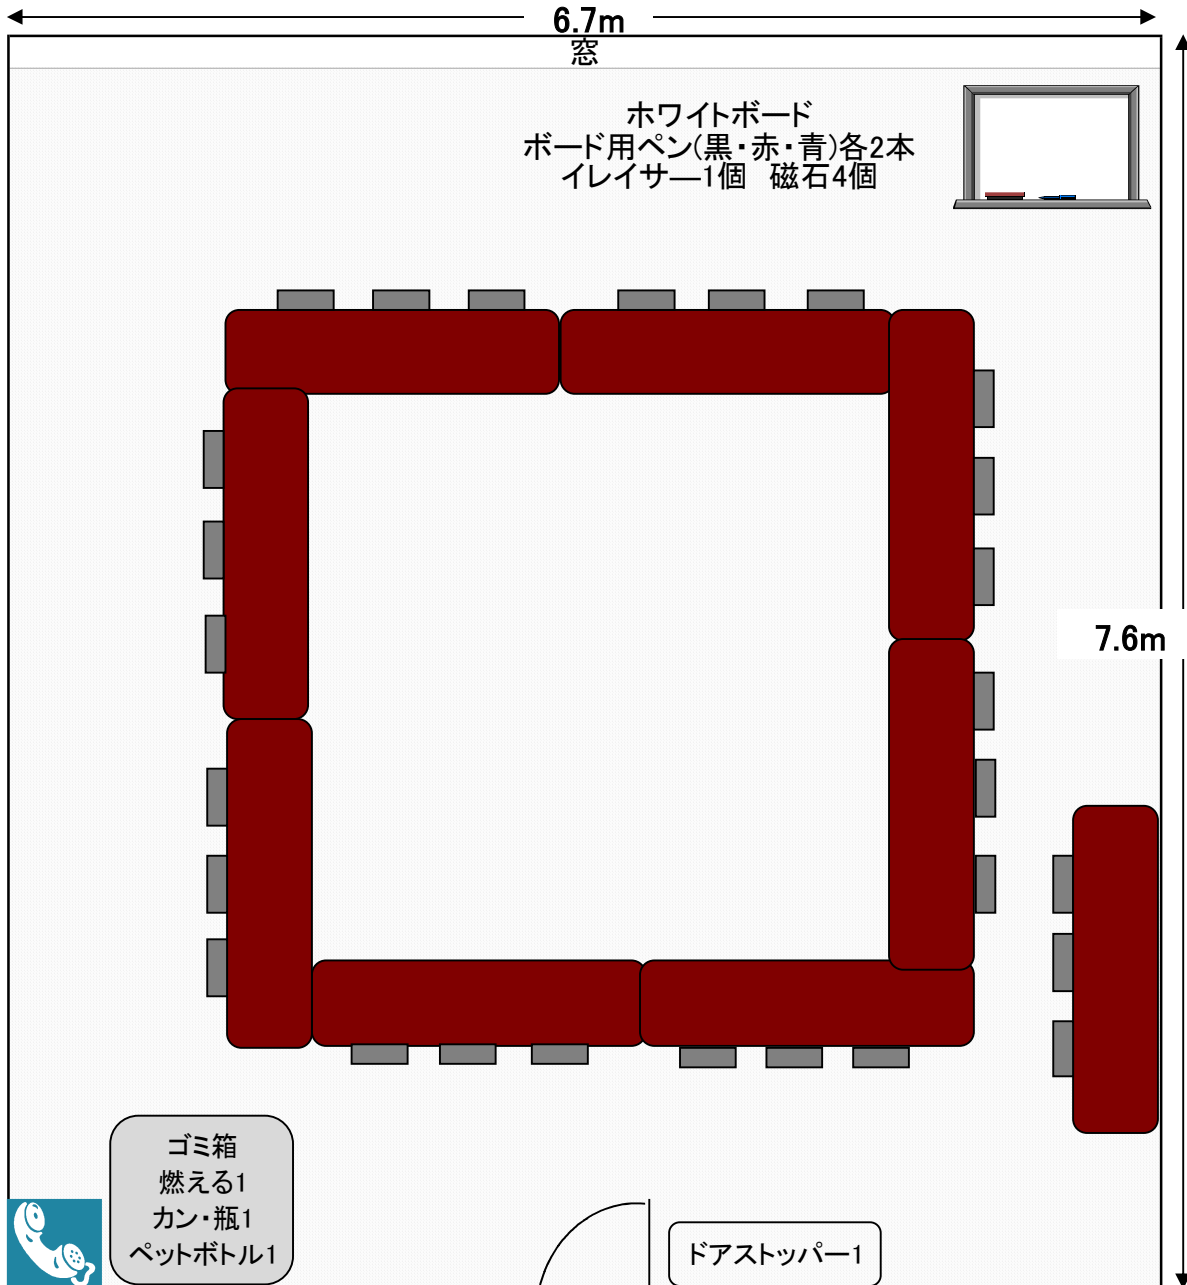 6.7m
窓
ホワイトボード
ボード用ペン(黒・赤・青)各2本
イレイサ―1個 磁石4個
7.6m
ゴミ箱
燃える1
カン・瓶1
ペットボトル1
ドアストッパー1